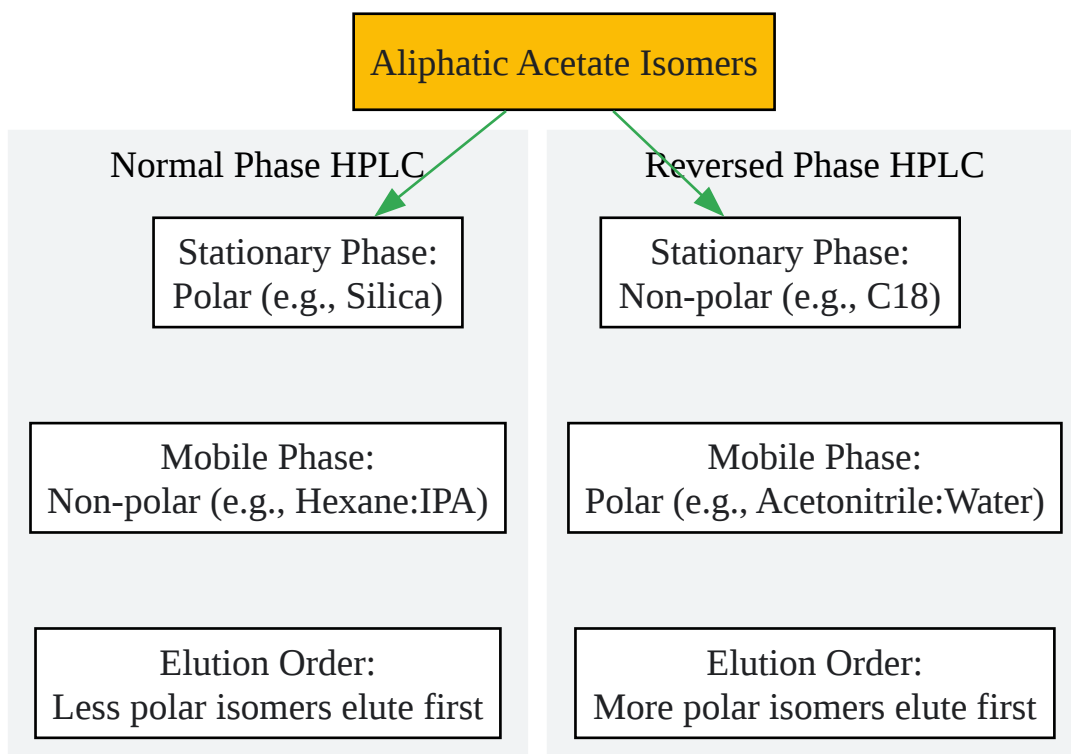 Aliphatic Acetate Isomers
Normal Phase HPLC
Stationary Phase:
Polar (e.g., Silica)
Mobile Phase:
Non-polar (e.g., Hexane:IPA)
Elution Order:
Less polar isomers elute first
Reversed Phase HPLC
Stationary Phase:
Non-polar (e.g., C18)
Mobile Phase:
Polar (e.g., Acetonitrile:Water)
Elution Order:
More polar isomers elute first